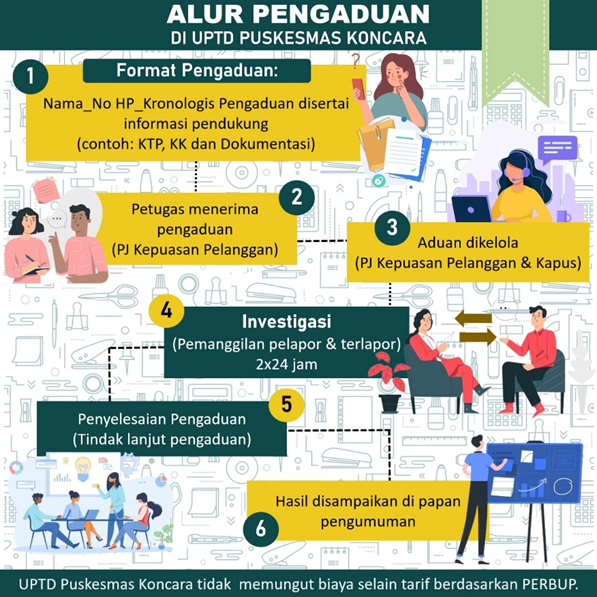 ALUR PENGADUAN
DI UPTD PUSKESMAS KONCARA
1
Format Pengaduan:
Nama_No HP_Kronologis Pengaduan disertai
informasi pendukung
(contoh: KTP, KK dan Dokumentasi)
2
Petugas menerima
pengaduan
(PJ Kepuasan Pelanggan)
3
Aduan dikelola
(PJ Kepuasan Pelanggan & Kapus)
4
Investigasi
(Pemanggilan pelapor & terlapor)
2x24 jam
5
Penyelesaian Pengaduan
(Tindak lanjut pengaduan)
6
Hasil disampaikan di papan
pengumuman
UPTD Puskesmas Koncara tidak memungut biaya selain tarif berdasarkan PERBUP.